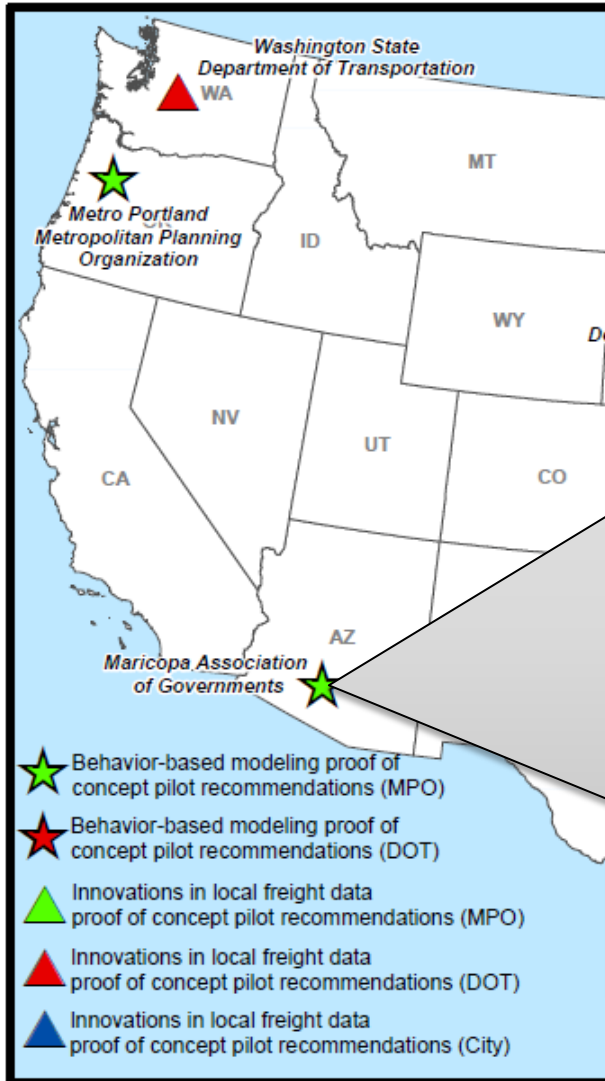 Washington State
Department of Transportation
WA
MT
Metro Portland
Metropolitan Planning
Organization
ID
WY
NV
UT
CO
CA
AZ
Maricopa Association
of Governments
Behavior-based modeling proof of
concept pilot recommendations (MPO)
Behavior-based modeling proof of
concept pilot recommendations (DOT)
Innovations in local freight data
proof of concept pilot recommendations (MPO)
Innovations in local freight data
proof of concept pilot recommendations (DOT)
Innovations in local freight data
proof of concept pilot recommendations (City)